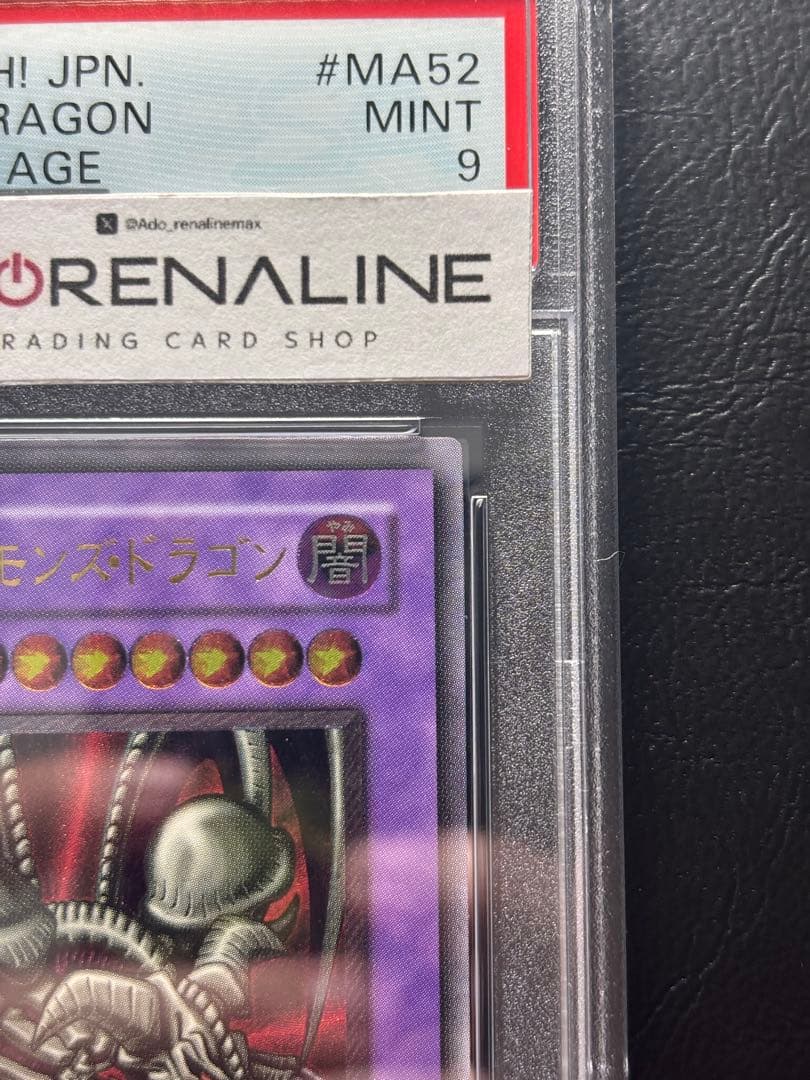 H! JPN. #MA52
RAGON MINT
AGE 9
@Ado_renalinemax
RENALINE
RADING CARD SHOP
やみ
モンズ・ドラゴン 闇